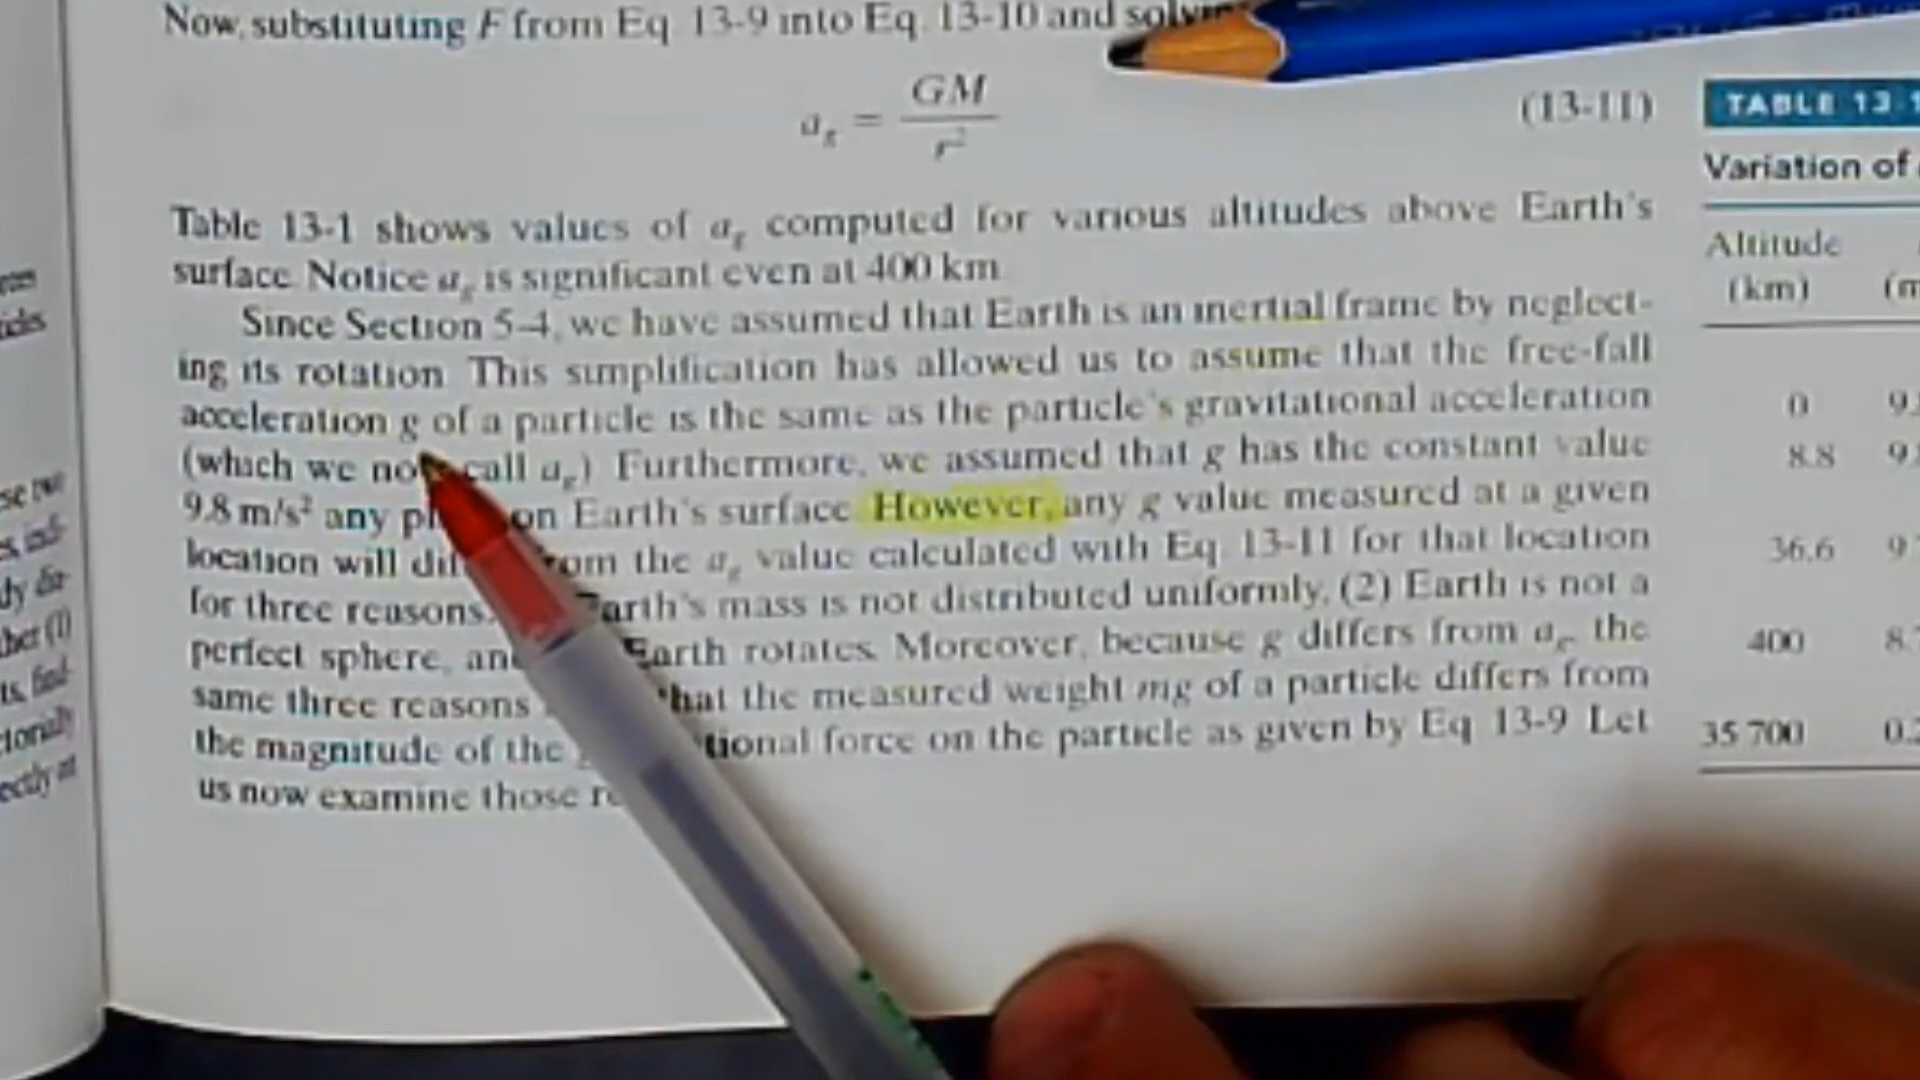 Now, substituting F from Eq. 13-9 into Eq. 13-10 and
a_g = GM / r²
(13-11)
Table 13-1 shows values of a_g computed for various altitudes above Earth's
surface. Notice a_g is significant even at 400 km.
Since Section 5-4, we have assumed that Earth is an inertial frame by neglect-
ing its rotation. This simplification has allowed us to assume that the free-fall
acceleration g of a particle is the same as the particle's gravitational acceleration
(which we call a_g). Furthermore, we assumed that g has the constant value
9.8 m/s² any on Earth's surface. However, any g value measured at a given
location will from the a_g value calculated with Eq. 13-11 for that location
for three reasons. Earth's mass is not distributed uniformly, (2) Earth is not a
perfect sphere, Earth rotates. Moreover, because g differs from a_g, the
same three reasons that the measured weight mg of a particle differs from
the magnitude of the force on the particle as given by Eq. 13-9. Let
us now examine those
TABLE 13-1
Variation of
Altitude
(km)
0
8.8
36.6
400
35 700